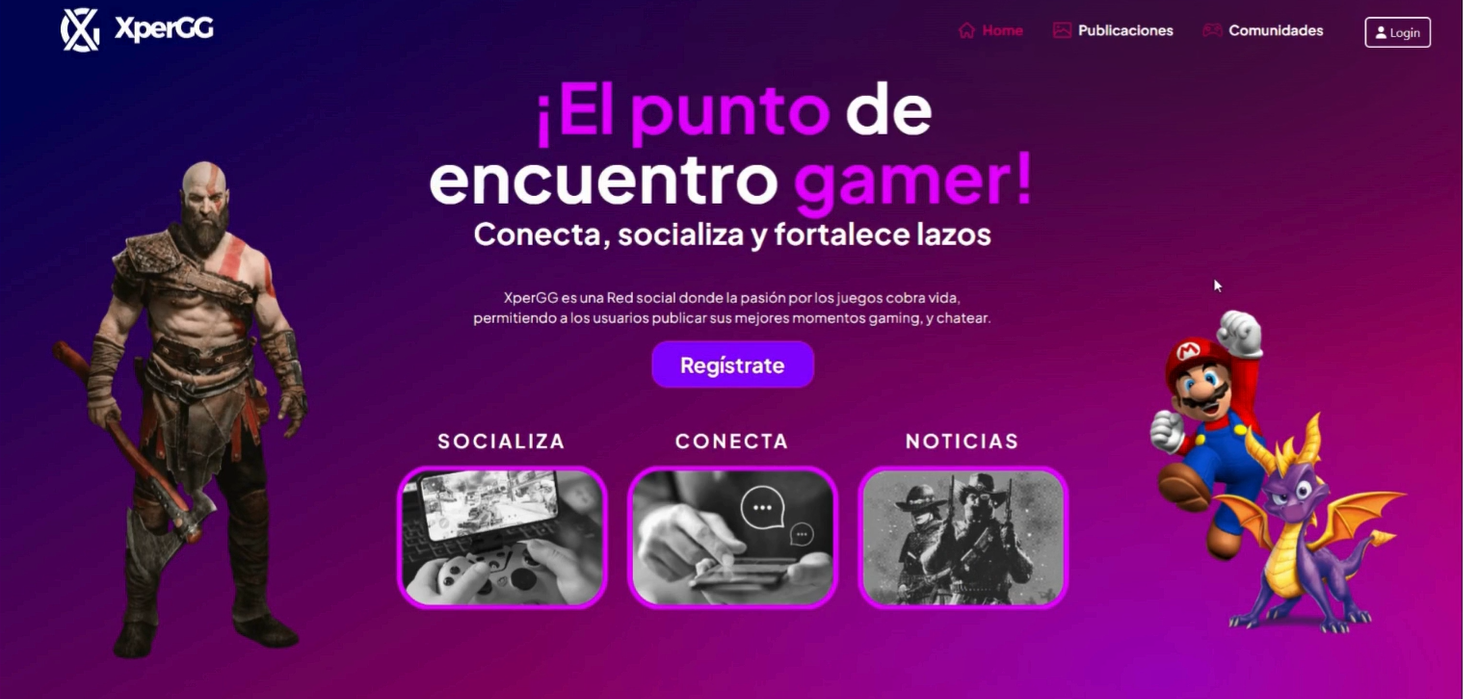 XperGG
Home
Publicaciones
Comunidades
Login
¡El punto de
encuentro gamer!
Conecta, socializa y fortalece lazos
XperGG es una Red social donde la pasión por los juegos cobra vida,
permitiendo a los usuarios publicar sus mejores momentos gaming, y chatear.
Regístrate
SOCIALIZA
CONECTA
NOTICIAS
M